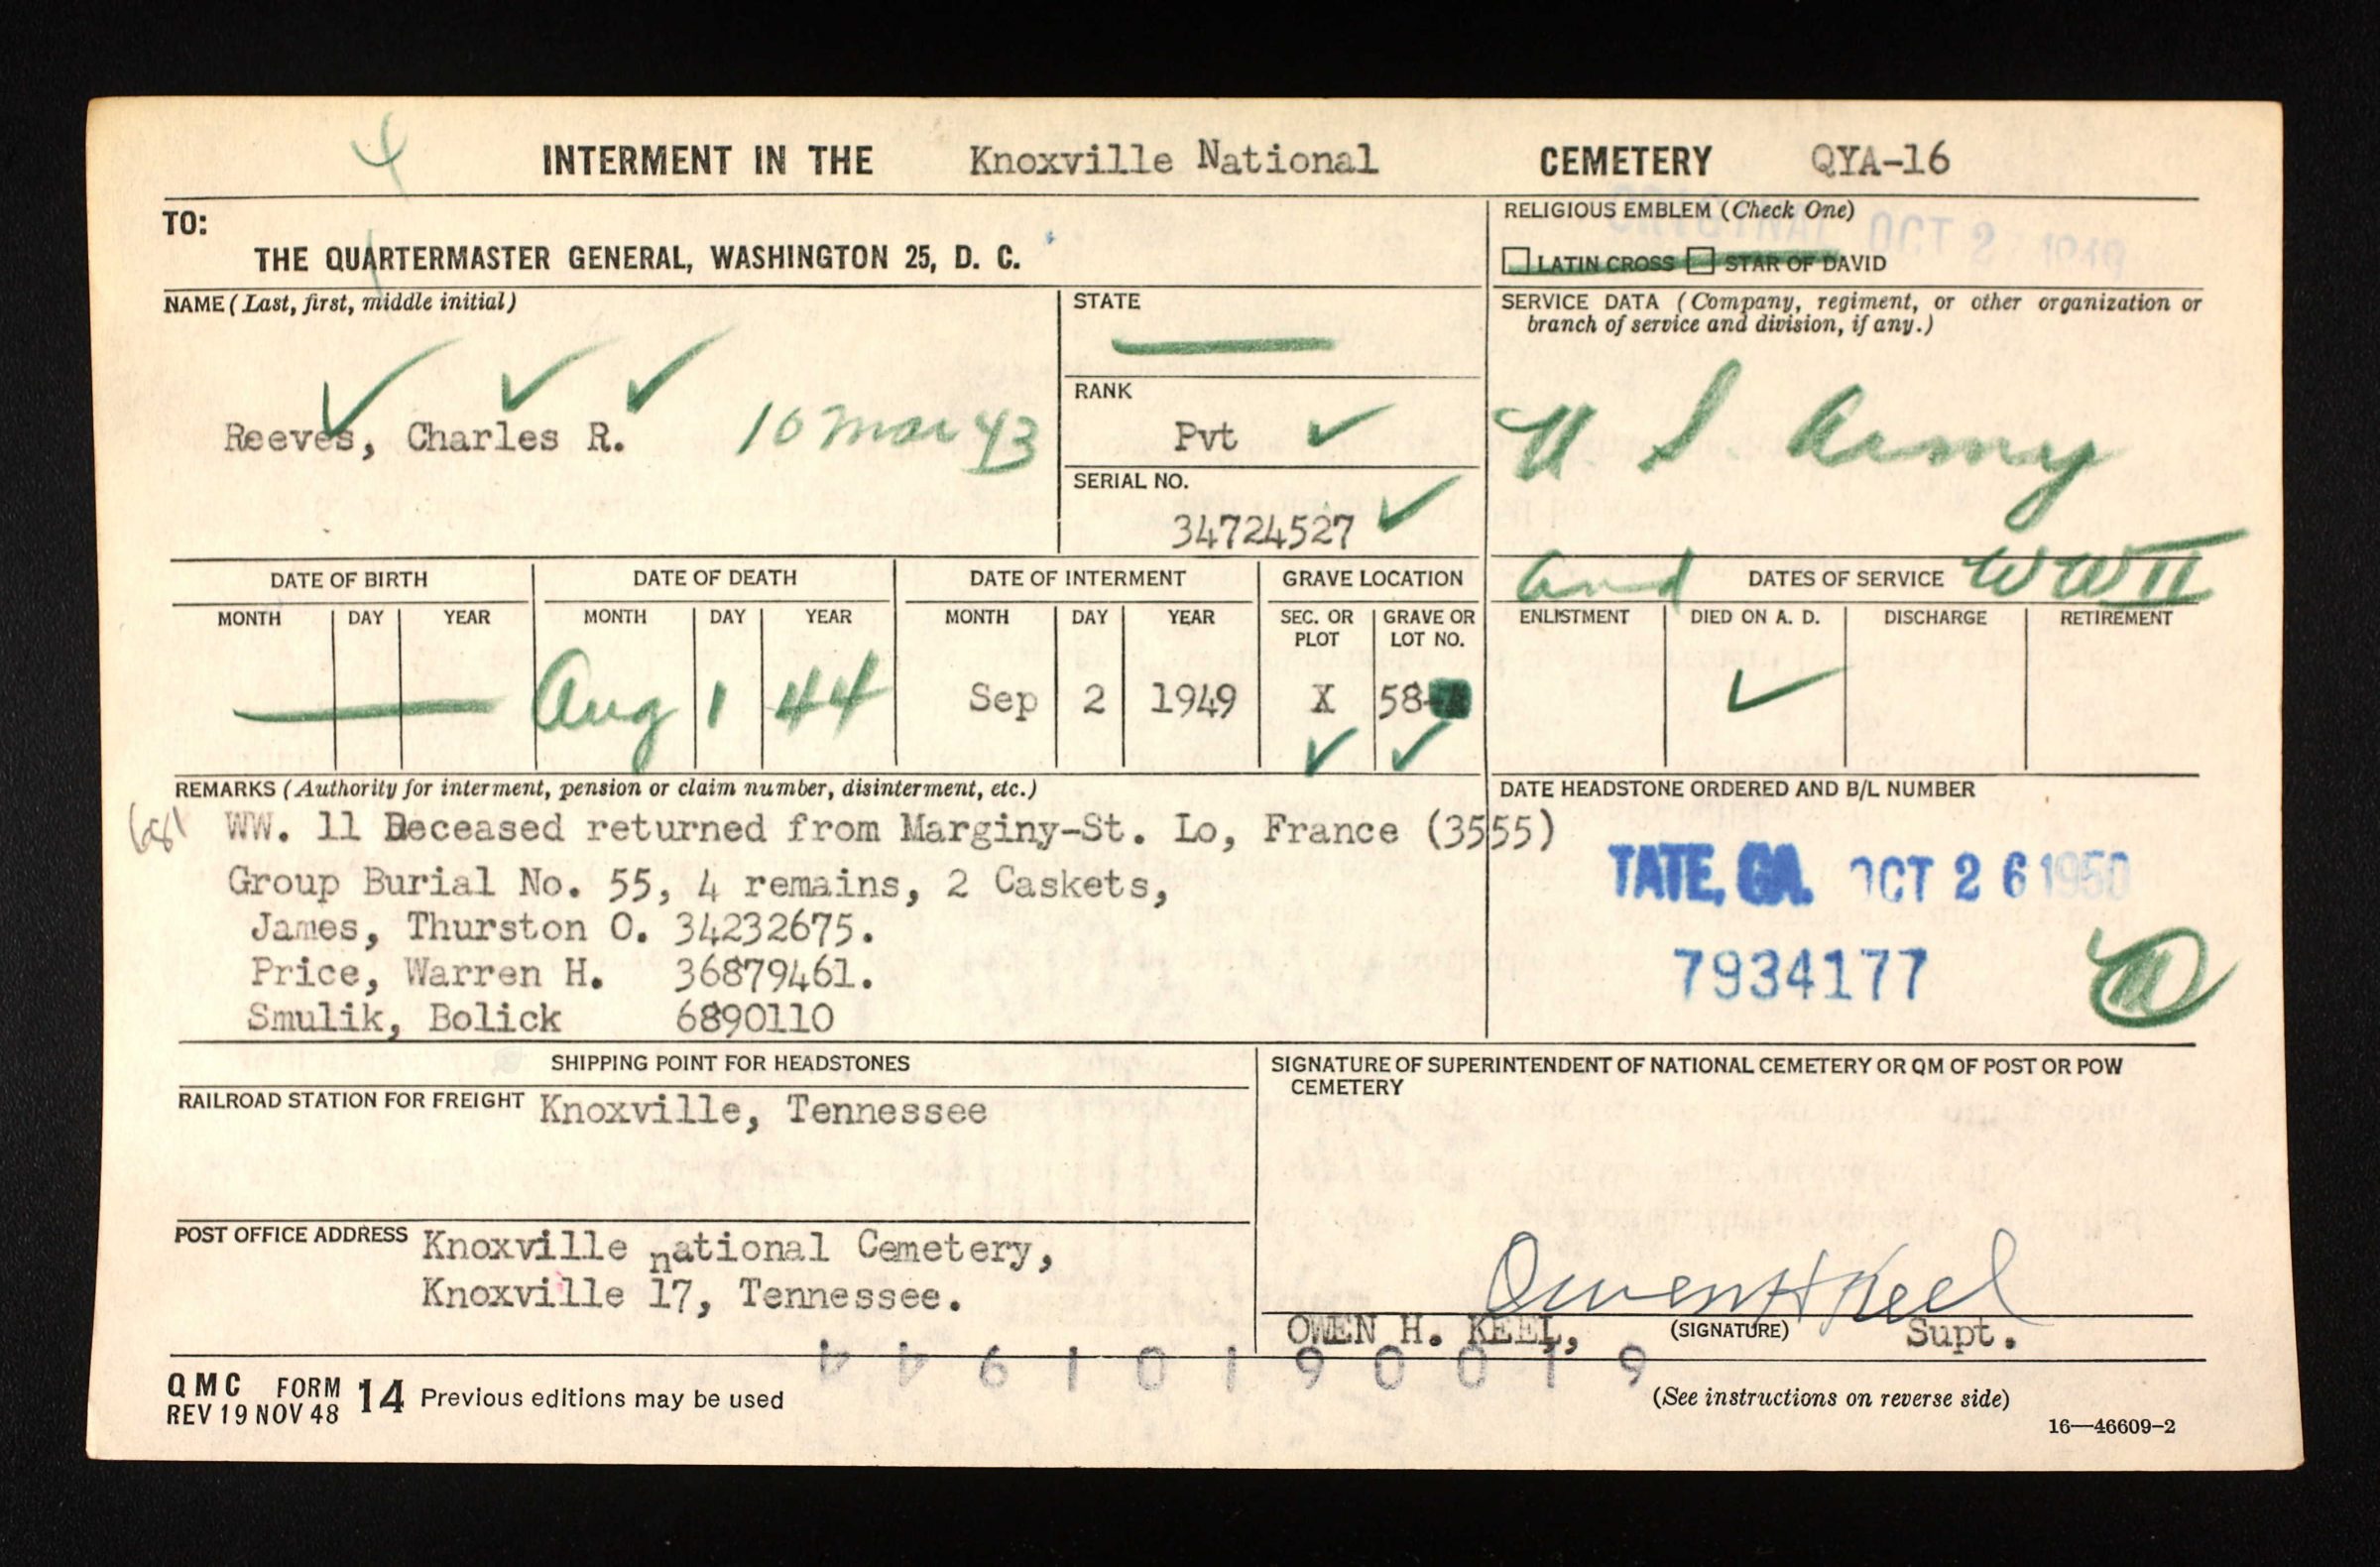 4
INTERMENT IN THE Knoxville National CEMETERY QYA-16
TO:
THE QUARTERMASTER GENERAL, WASHINGTON 25, D. C.
RELIGIOUS EMBLEM (Check One)
ORIGINAL OCT 2 1949
LATIN CROSS STAR OF DAVID
NAME (Last, first, middle initial)
Reeves, Charles R. 10 Mar 43
STATE
RANK
Pvt
SERIAL NO.
34724527
SERVICE DATA (Company, regiment, or other organization or
branch of service and division, if any.)
U S Army
and WWII
DATE OF BIRTH DATE OF DEATH DATE OF INTERMENT GRAVE LOCATION
MONTH DAY YEAR MONTH DAY YEAR MONTH DAY YEAR SEC. OR PLOT GRAVE OR LOT NO.
Aug 1 44 Sep 2 1949 X 58
DATES OF SERVICE
ENLISTMENT DIED ON A. D. DISCHARGE RETIREMENT
REMARKS (Authority for interment, pension or claim number, disinterment, etc.)
WW. 11 Deceased returned from Marginy-St. Lo, France (3555)
Group Burial No. 55, 4 remains, 2 Caskets,
James, Thurston O. 34232675.
Price, Warren H. 36879461.
Smulik, Bolick 6890110
DATE HEADSTONE ORDERED AND B/L NUMBER
TATE, GA. OCT 26 1950
7934177
SHIPPING POINT FOR HEADSTONES
RAILROAD STATION FOR FREIGHT Knoxville, Tennessee
POST OFFICE ADDRESS Knoxville national Cemetery,
Knoxville 17, Tennessee.
SIGNATURE OF SUPERINTENDENT OF NATIONAL CEMETERY OR QM OF POST OR POW
CEMETERY
Owen H Keel
OWEN H. KEEL, (SIGNATURE) Supt.
QMC FORM 14 Previous editions may be used
REV 19 NOV 48
(See instructions on reverse side)
16—46609-2